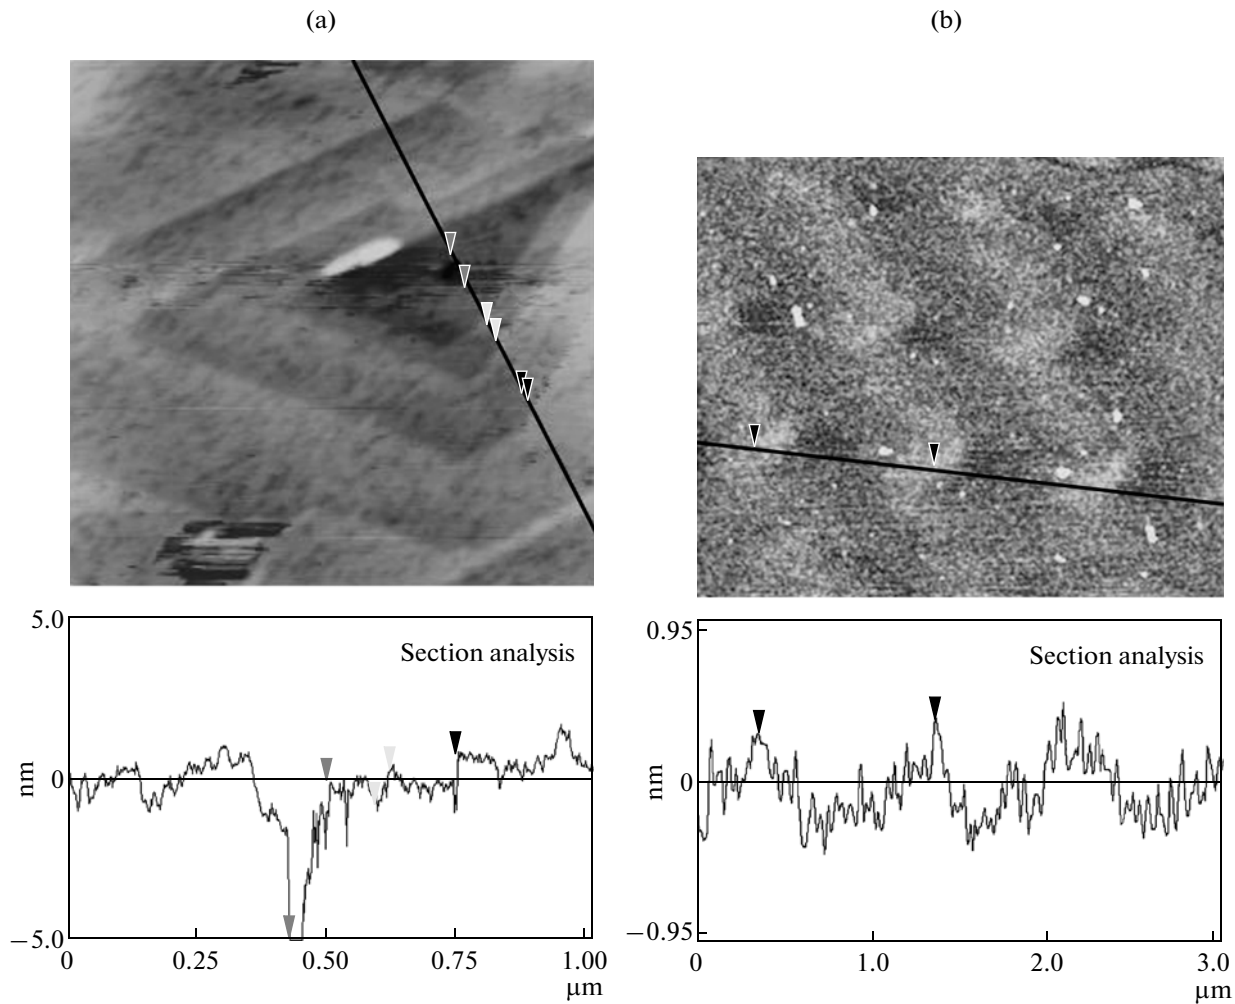 (a)
(b)
5.0
Section analysis
nm
0
−5.0
0 0.25 0.50 0.75 1.00
μm
0.95
Section analysis
nm
0
−0.95
0 1.0 2.0 3.0
μm